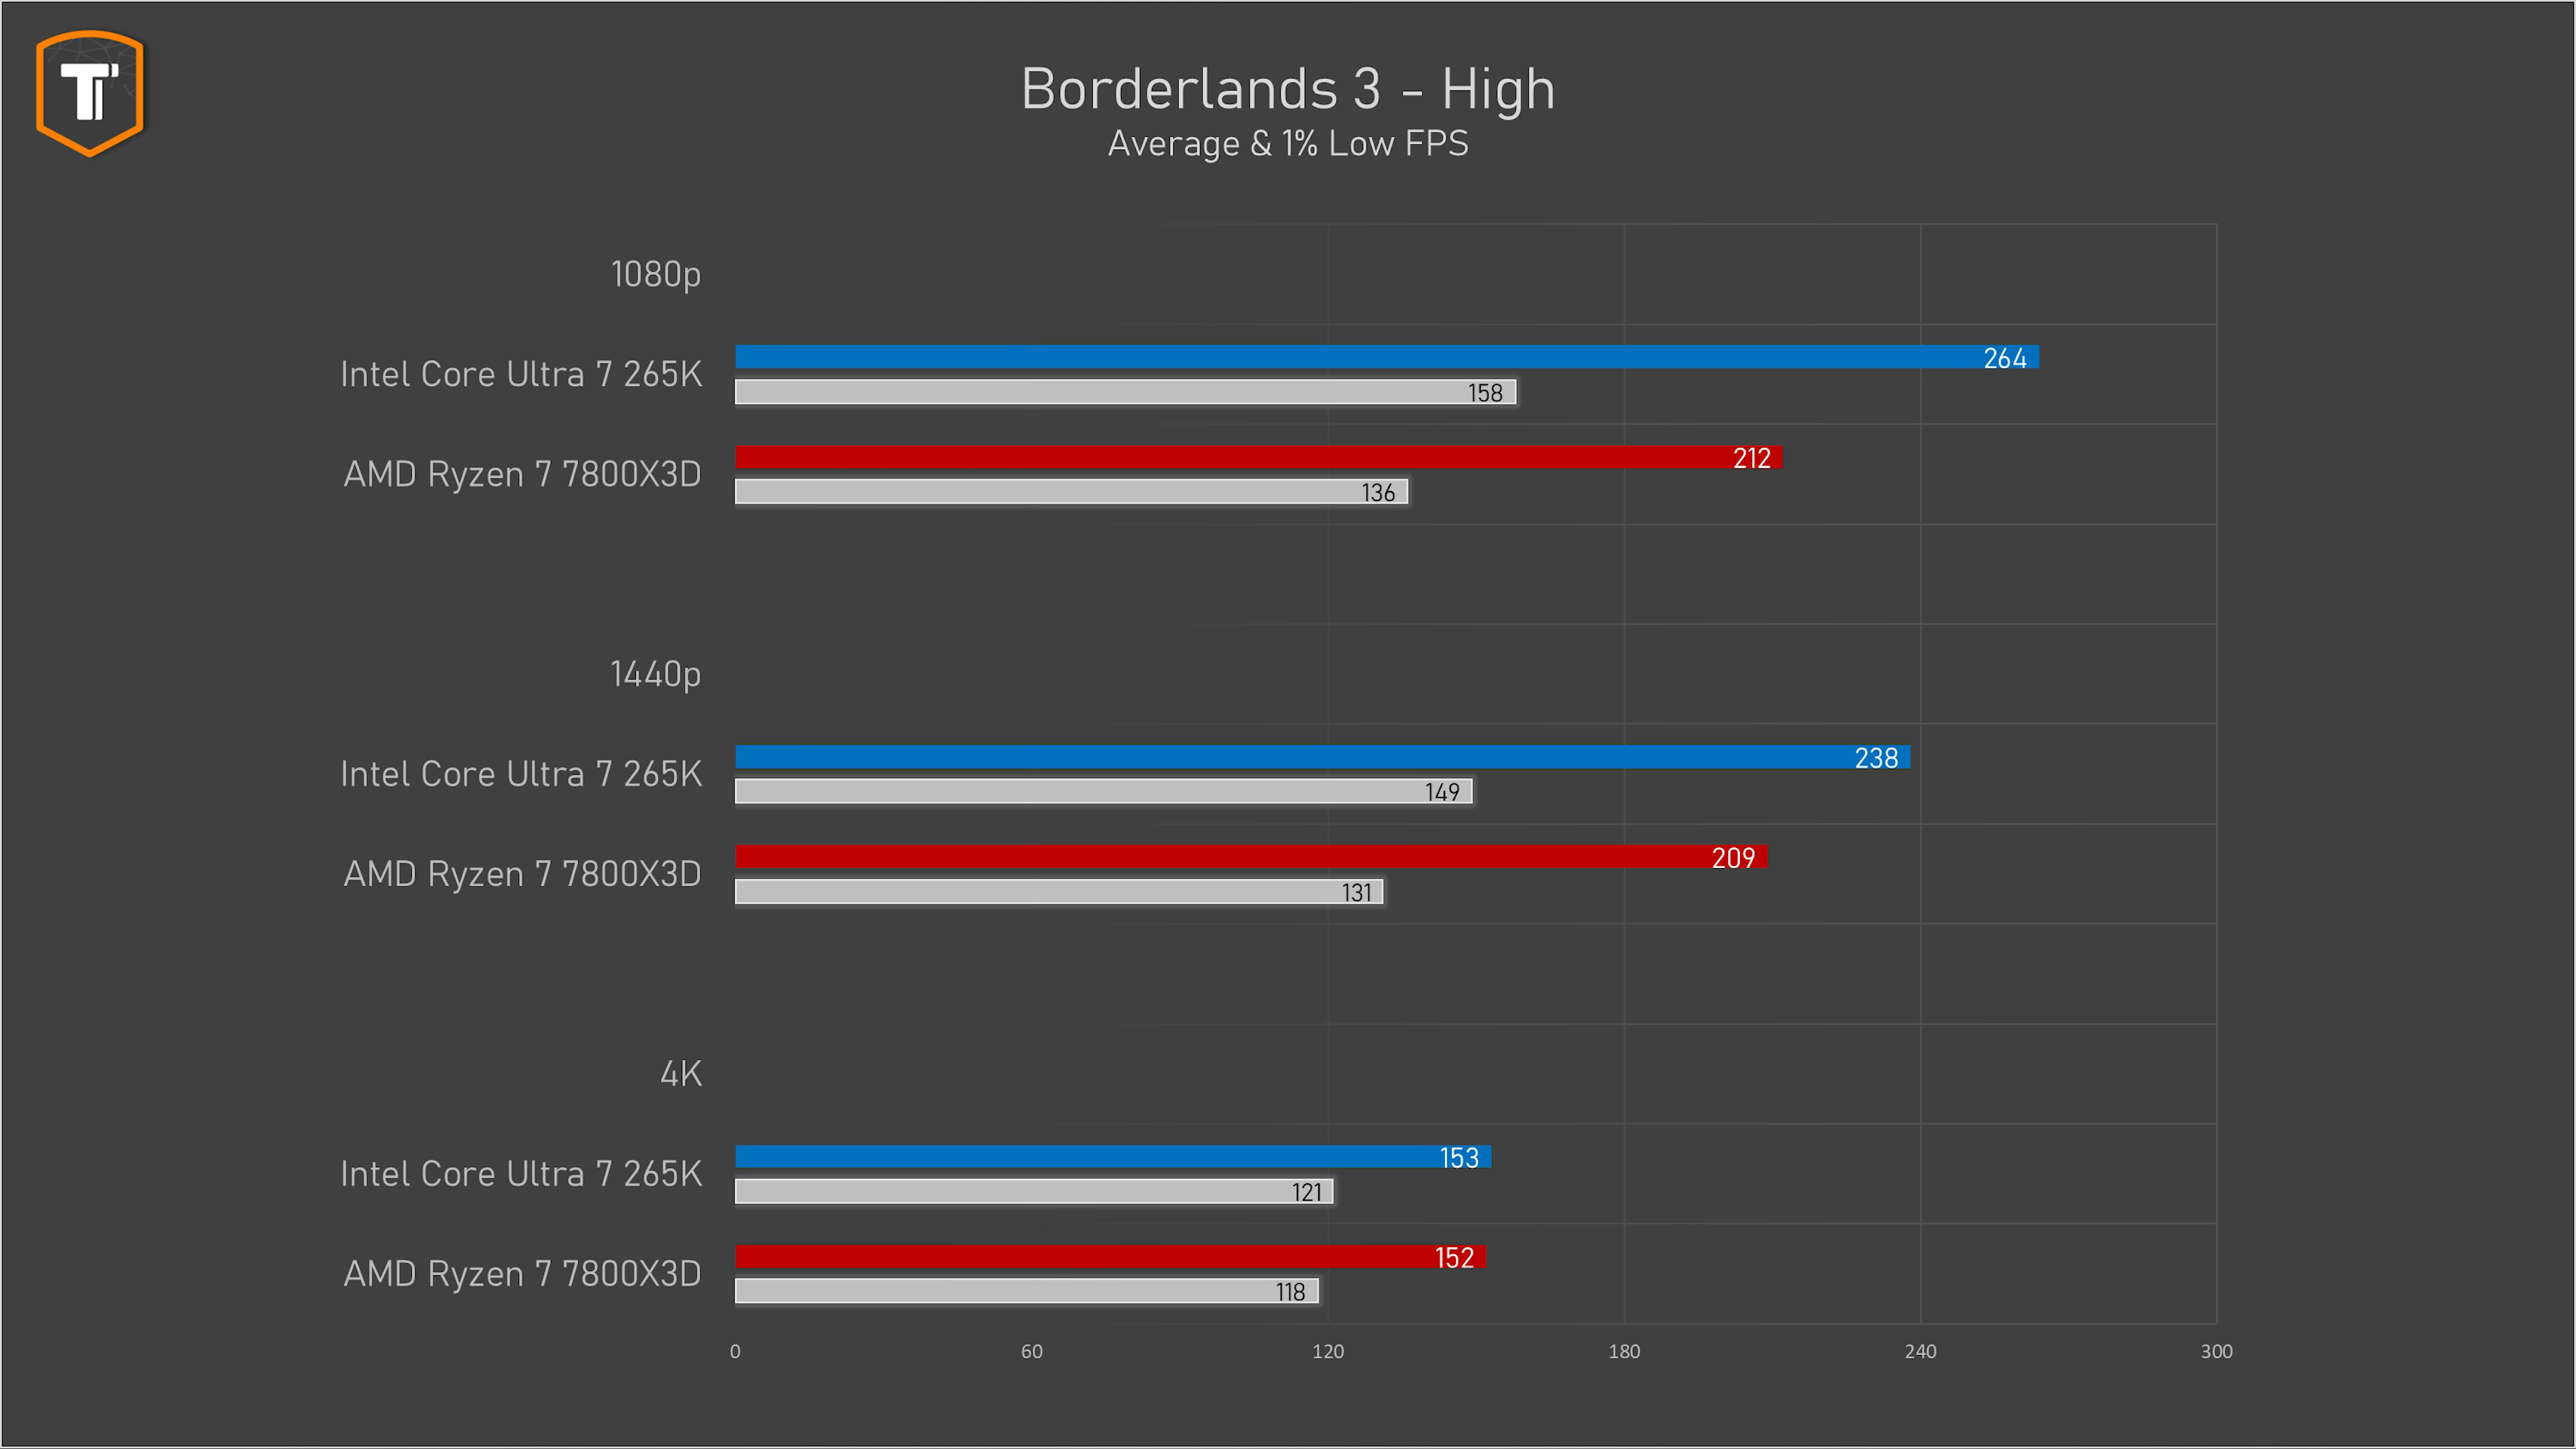 T
Borderlands 3 - High
Average & 1% Low FPS
1080p
Intel Core Ultra 7 265K
264
158
AMD Ryzen 7 7800X3D
212
136
1440p
Intel Core Ultra 7 265K
238
149
AMD Ryzen 7 7800X3D
209
131
4K
Intel Core Ultra 7 265K
153
121
AMD Ryzen 7 7800X3D
152
118
0 60 120 180 240 300